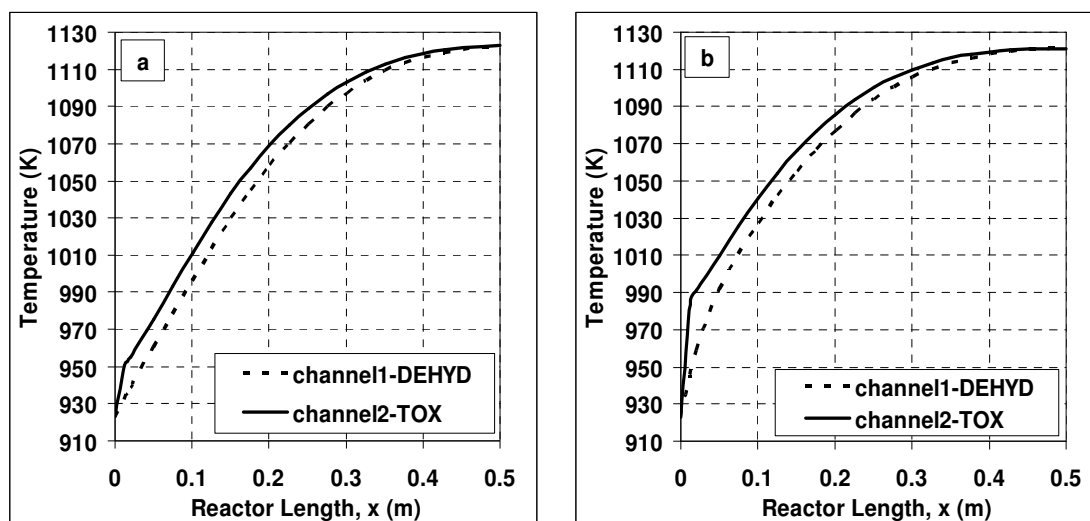 a
Temperature (K)
1130
1110
1090
1070
1050
1030
1010
990
970
950
930
910
channel1-DEHYD
channel2-TOX
0 0.1 0.2 0.3 0.4 0.5
Reactor Length, x (m)
b
Temperature (K)
1130
1110
1090
1070
1050
1030
1010
990
970
950
930
910
channel1-DEHYD
channel2-TOX
0 0.1 0.2 0.3 0.4 0.5
Reactor Length, x (m)